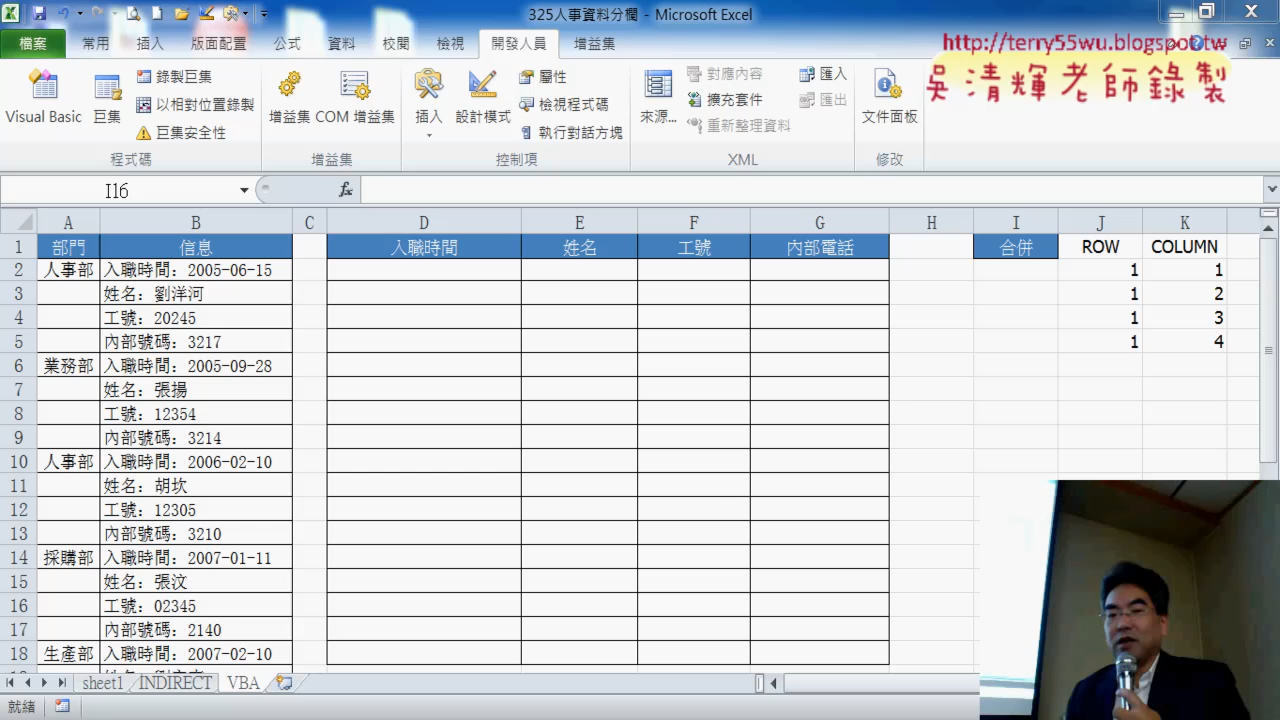 325人事資料分欄 - Microsoft Excel
檔案 常用 插入 版面配置 公式 資料 校閱 檢視 開發人員 增益集
http://terry55wu.blogspot.tw
吳清輝老師錄製
Visual Basic 巨集 錄製巨集 以相對位置錄製 巨集安全性
增益集 COM 增益集
插入 設計模式 屬性 檢視程式碼 執行對話方塊
來源... 對應內容 擴充套件 重新整理資料 匯入 匯出
文件面板
程式碼 增益集 控制項 XML 修改
I16 fx
A B C D E F G H I J K
1 部門 信息 入職時間 姓名 工號 內部電話 合併 ROW COLUMN
2 人事部 入職時間：2005-06-15 1 1
3 姓名：劉洋河 1 2
4 工號：20245 1 3
5 內部號碼：3217 1 4
6 業務部 入職時間：2005-09-28
7 姓名：張揚
8 工號：12354
9 內部號碼：3214
10 人事部 入職時間：2006-02-10
11 姓名：胡坎
12 工號：12305
13 內部號碼：3210
14 採購部 入職時間：2007-01-11
15 姓名：張汶
16 工號：02345
17 內部號碼：2140
18 生產部 入職時間：2007-02-10
sheet1 INDIRECT VBA
就緒